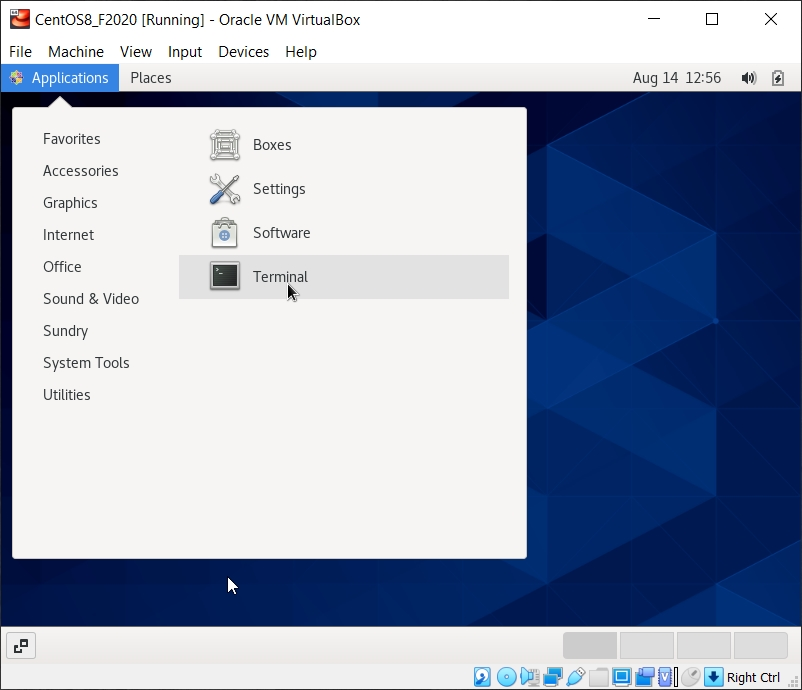 CentOS8_F2020 [Running] - Oracle VM VirtualBox
File Machine View Input Devices Help
Applications Places Aug 14 12:56
Favorites
Accessories
Graphics
Internet
Office
Sound & Video
Sundry
System Tools
Utilities
Boxes
Settings
Software
Terminal
Right Ctrl